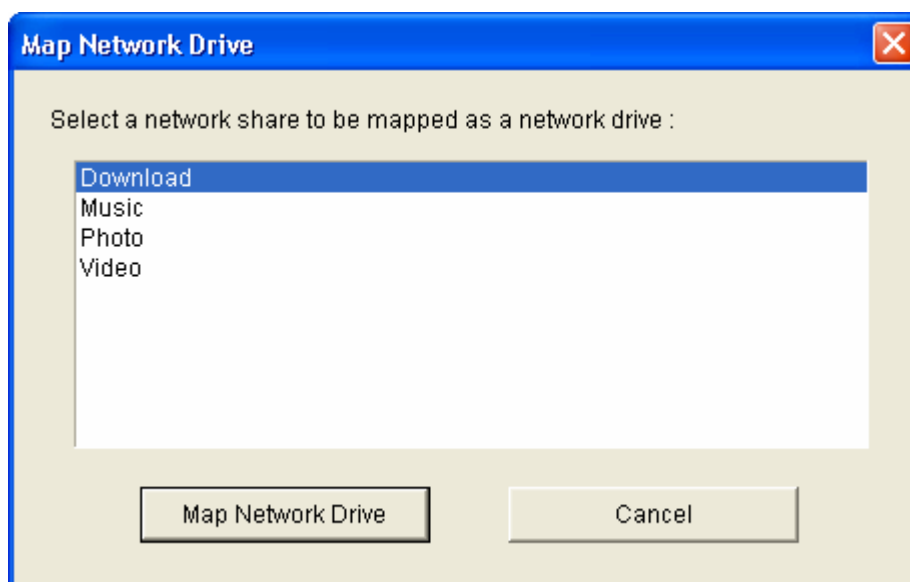 Map Network Drive
Select a network share to be mapped as a network drive :
Download
Music
Photo
Video
Map Network Drive
Cancel